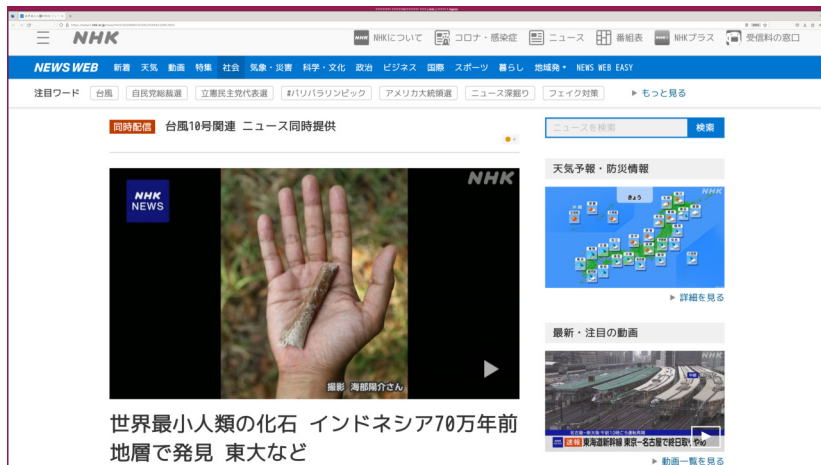 NHK
NHKについて
コロナ・感染症
ニュース
番組表
NHKプラス
受信料の窓口
NEWS WEB 新着 天気 動画 特集 社会 気象・災害 科学・文化 政治 ビジネス 国際 スポーツ 暮らし 地域発 NEWS WEB EASY
注目ワード 台風 自民党総裁選 立憲民主党代表選 #パリパラリンピック アメリカ大統領選 ニュース深掘り フェイク対策 もっと見る
同時配信 台風10号関連 ニュース同時提供
ニュースを検索 検索
NHK
NEWS
NHK
撮影 海部陽介さん
世界最小人類の化石 インドネシア70万年前
地層で発見 東大など
天気予報・防災情報
NHK
きょう
詳細を見る
最新・注目の動画
NHK
中継
速報 東海道新幹線 東京-名古屋で終日取りやめ
動画一覧を見る